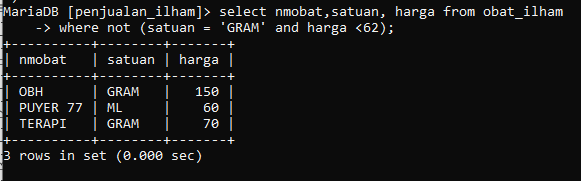 MariaDB [penjualan_ilham]> select nmobat,satuan, harga from obat_ilham
    -> where not (satuan = 'GRAM' and harga <62);
+----------+--------+-------+
| nmobat   | satuan | harga |
+----------+--------+-------+
| OBH      | GRAM   |   150 |
| PUYER 77 | ML     |    60 |
| TERAPI   | GRAM   |    70 |
+----------+--------+-------+
3 rows in set (0.000 sec)